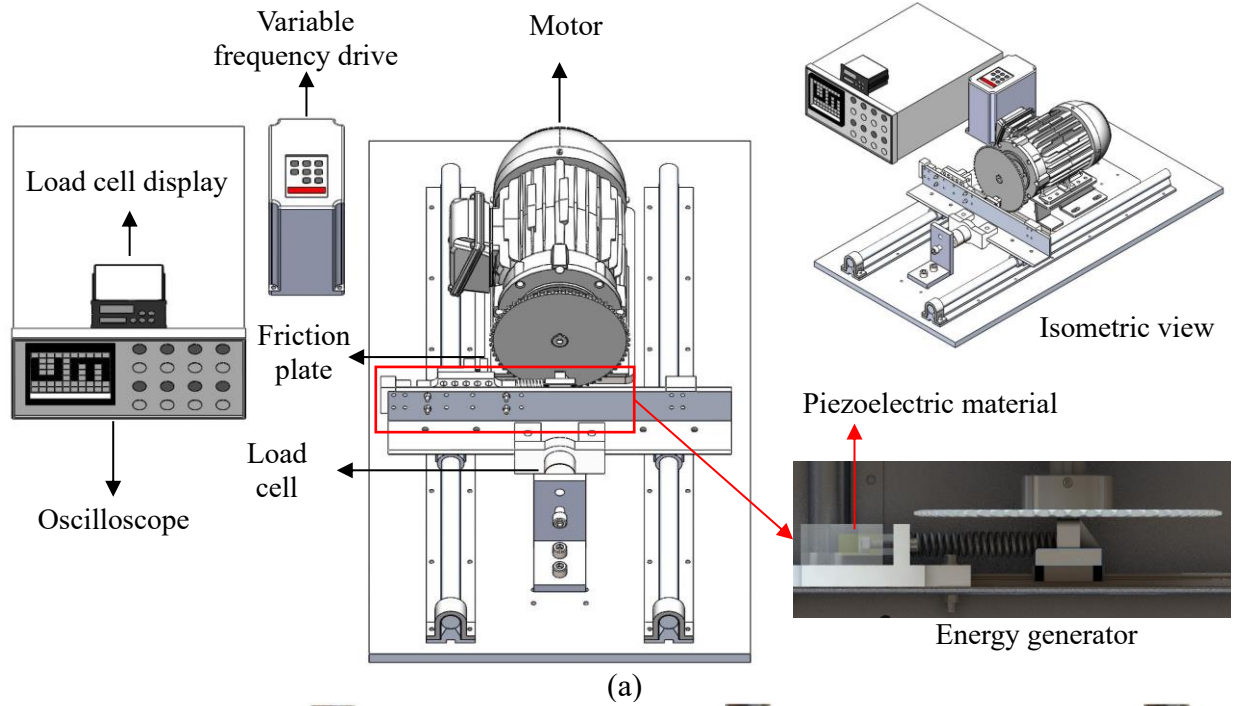 Variable
frequency drive
Motor
Load cell display
Friction
plate
Isometric view
Piezoelectric material
Load
cell
Oscilloscope
Energy generator
(a)